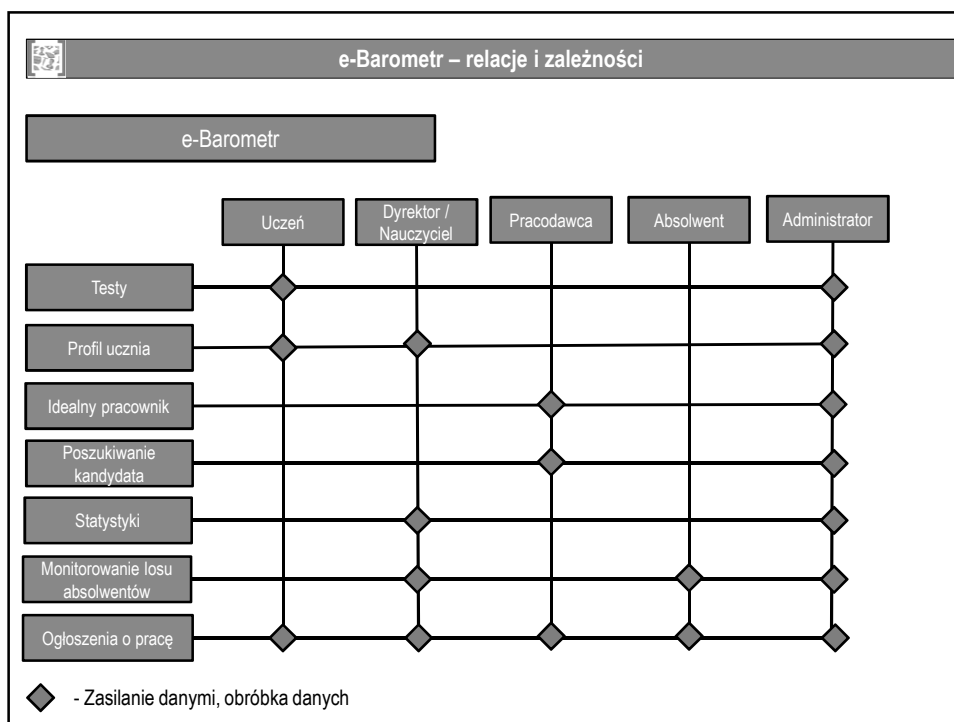 e-Barometr – relacje i zależności
e-Barometr
Uczeń
Dyrektor /
Nauczyciel
Pracodawca
Absolwent
Administrator
Testy
Profil ucznia
Idealny pracownik
Poszukiwanie
kandydata
Statystyki
Monitorowanie losu
absolwentów
Ogłoszenia o pracę
- Zasilanie danymi, obróbka danych